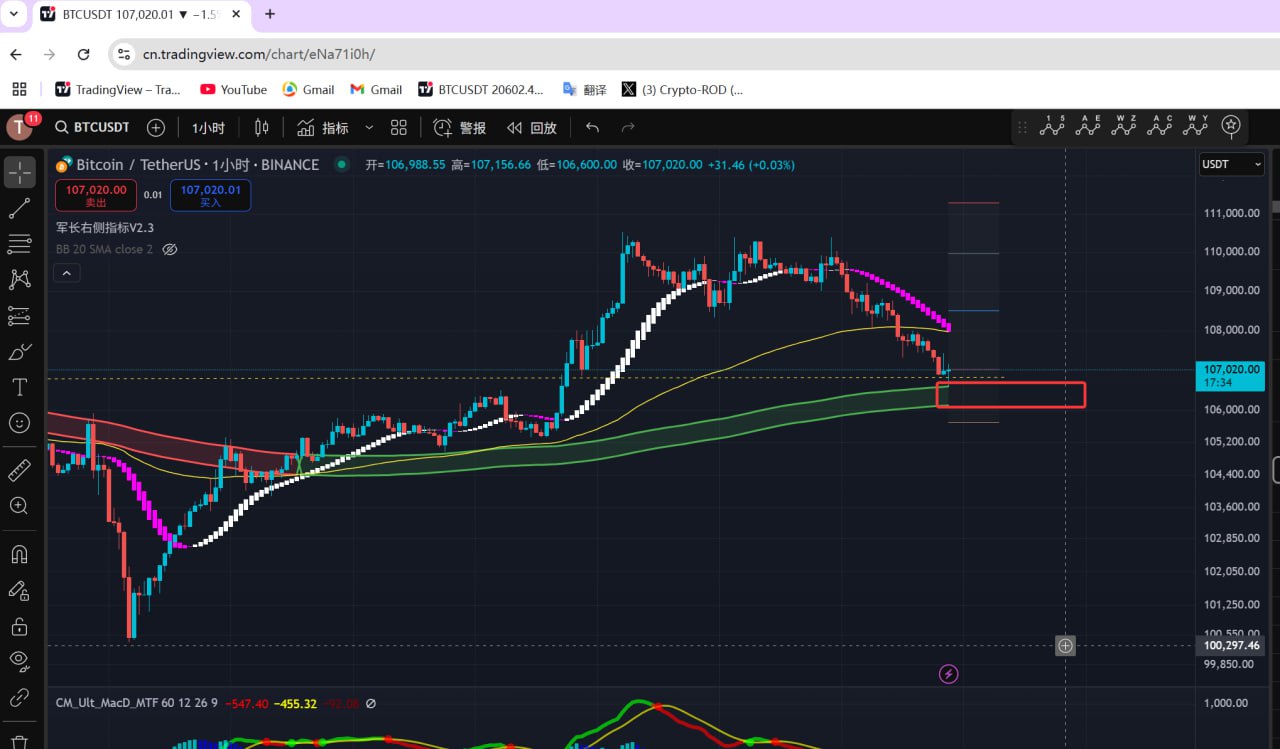 BTCUSDT 107,020.01 ▼ −1.5
cn.tradingview.com/chart/eNa71i0h/
TradingView – Tra... YouTube Gmail Gmail BTCUSDT 20602.4... 翻译 (3) Crypto-ROD (...
T 11 BTCUSDT 1小时 指标 警报 回放 1 5 A E W Z A C W Y
Bitcoin / TetherUS · 1小时 · BINANCE 开=106,988.55 高=107,156.66 低=106,600.00 收=107,020.00 +31.46 (+0.03%) USDT
107,020.00 0.01 107,020.01
卖出 买入
军长右侧指标V2.3
BB 20 SMA close 2
111,000.00
110,000.00
109,000.00
108,000.00
107,020.00
17:34
106,000.00
105,200.00
104,400.00
103,600.00
102,850.00
102,050.00
101,250.00
100,550.00
100,297.46
99,850.00
CM_Ult_MacD_MTF 60 12 26 9 −547.40 −455.32 −92.08 ∅ 1,000.00